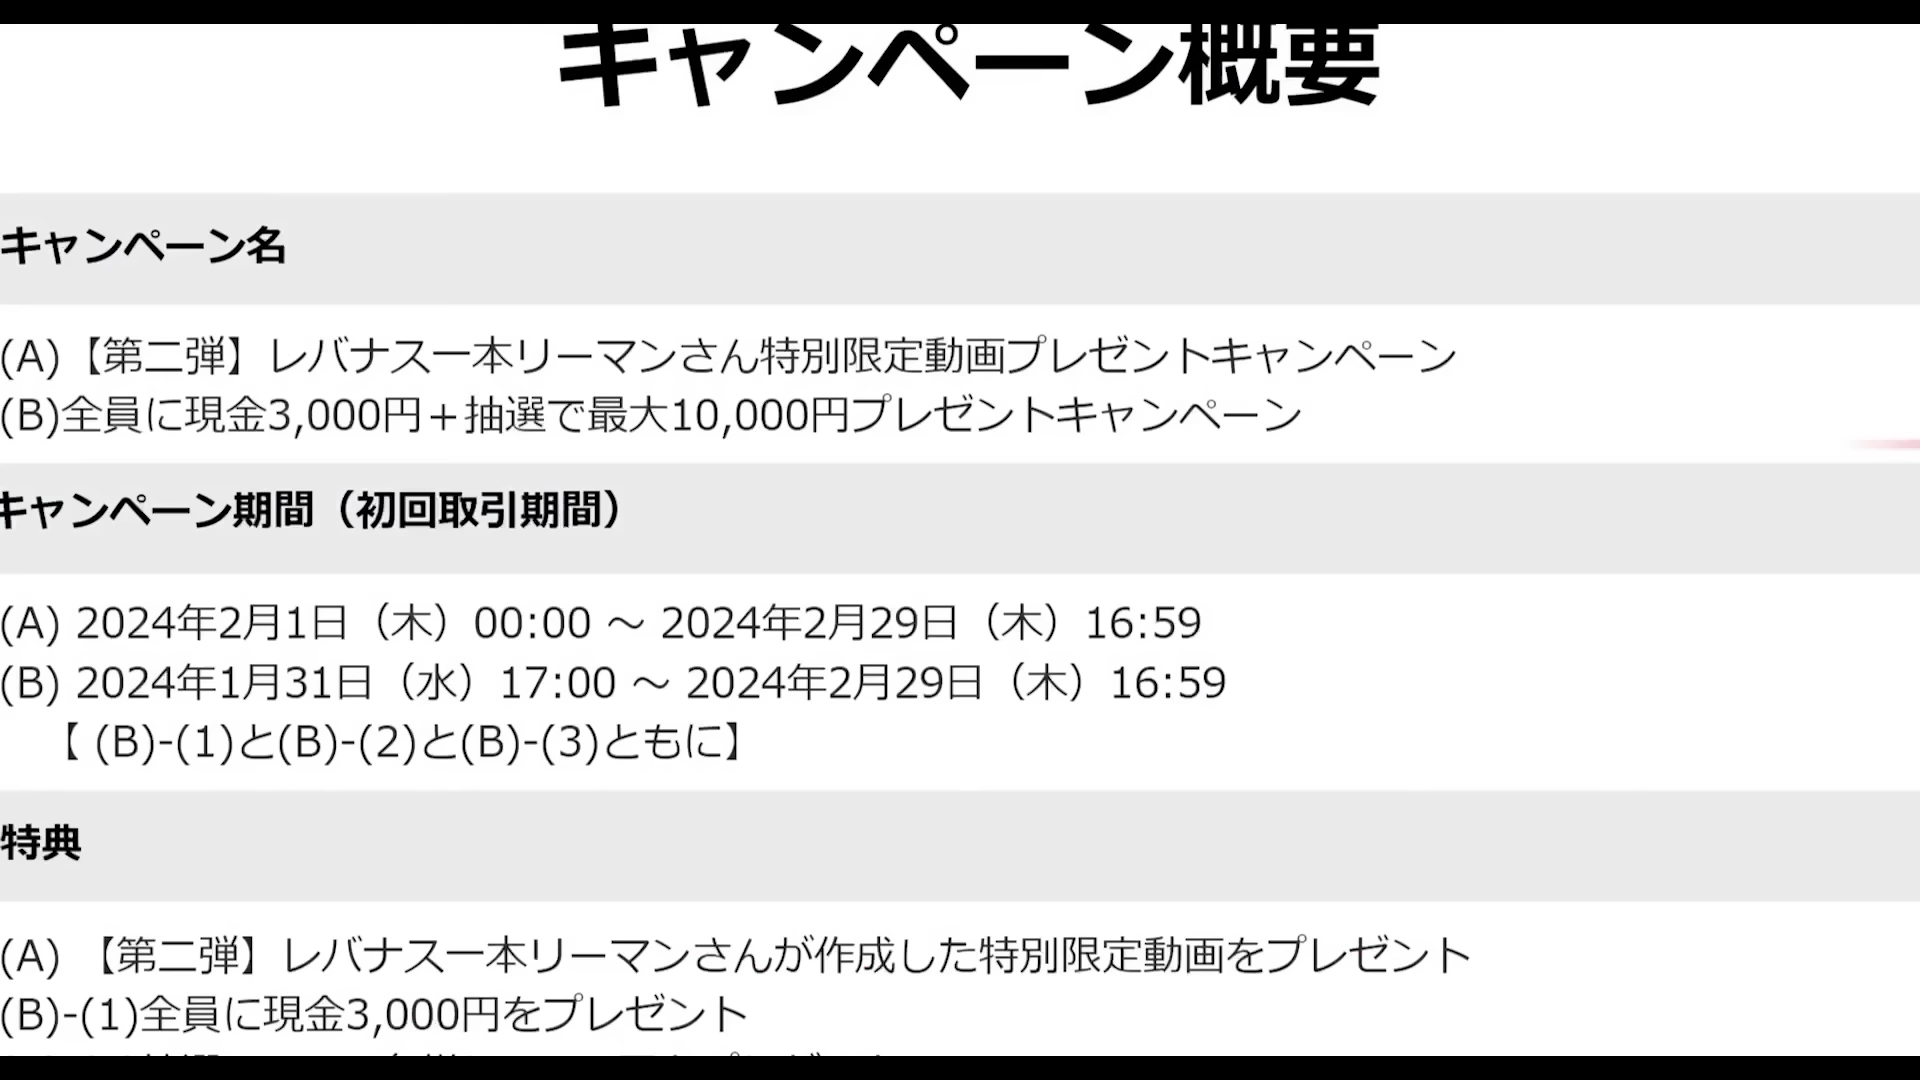 キャンペーン概要
キャンペーン名
(A)【第二弾】レバナス一本リーマンさん特別限定動画プレゼントキャンペーン
(B)全員に現金3,000円＋抽選で最大10,000円プレゼントキャンペーン
キャンペーン期間（初回取引期間）
(A) 2024年2月1日（木）00:00 ～ 2024年2月29日（木）16:59
(B) 2024年1月31日（水）17:00 ～ 2024年2月29日（木）16:59
【 (B)-(1)と(B)-(2)と(B)-(3)ともに】
特典
(A) 【第二弾】レバナス一本リーマンさんが作成した特別限定動画をプレゼント
(B)-(1)全員に現金3,000円をプレゼント